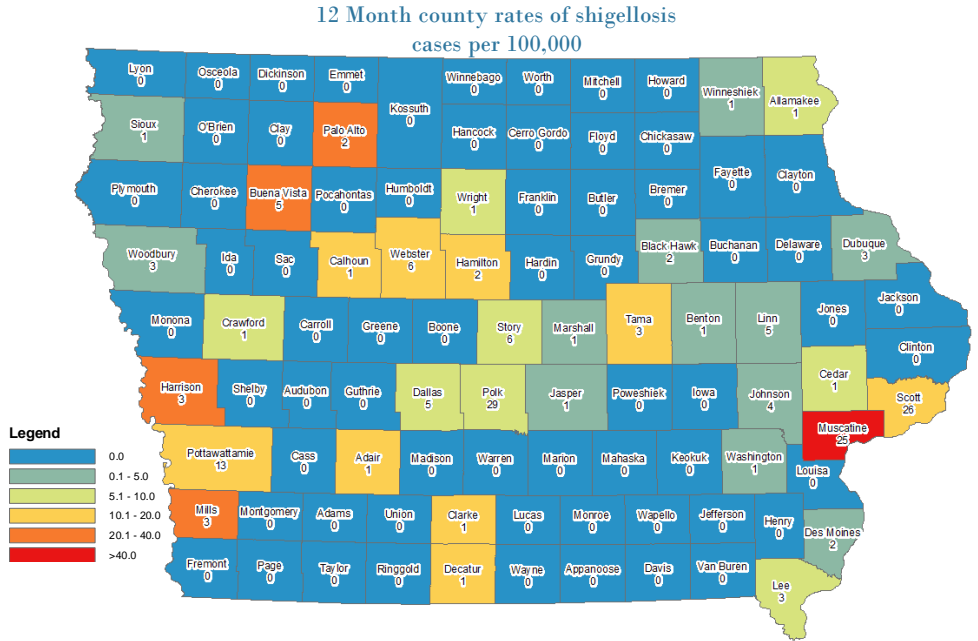 12 Month county rates of shigellosis
cases per 100,000
Lyon
0
Osceola
0
Dickinson
0
Emmet
0
Kossuth
0
Winnebago
0
Worth
0
Mitchell
0
Howard
0
Winneshiek
1
Allamakee
1
Sioux
1
O'Brien
0
Clay
0
Palo Alto
2
Hancock
0
Cerro Gordo
0
Floyd
0
Chickasaw
0
Fayette
0
Clayton
0
Plymouth
0
Cherokee
0
Buena Vista
5
Pocahontas
0
Humboldt
0
Wright
1
Franklin
0
Butler
0
Bremer
0
Woodbury
3
Ida
0
Sac
0
Calhoun
1
Webster
6
Hamilton
2
Hardin
0
Grundy
0
Black Hawk
2
Buchanan
0
Delaware
0
Dubuque
3
Monona
0
Crawford
1
Carroll
0
Greene
0
Boone
0
Story
6
Marshall
1
Tama
3
Benton
1
Linn
5
Jones
0
Jackson
0
Clinton
0
Harrison
3
Shelby
0
Audubon
0
Guthrie
0
Dallas
5
Polk
29
Jasper
1
Poweshiek
0
Iowa
0
Johnson
4
Cedar
1
Scott
26
Muscatine
25
Pottawattamie
13
Cass
0
Adair
1
Madison
0
Warren
0
Marion
0
Mahaska
0
Keokuk
0
Washington
1
Louisa
0
Mills
3
Montgomery
0
Adams
0
Union
0
Clarke
1
Lucas
0
Monroe
0
Wapello
0
Jefferson
0
Henry
0
Des Moines
2
Fremont
0
Page
0
Taylor
0
Ringgold
0
Decatur
1
Wayne
0
Appanoose
0
Davis
0
Van Buren
0
Lee
3
Legend
0.0
0.1 - 5.0
5.1 - 10.0
10.1 - 20.0
20.1 - 40.0
>40.0